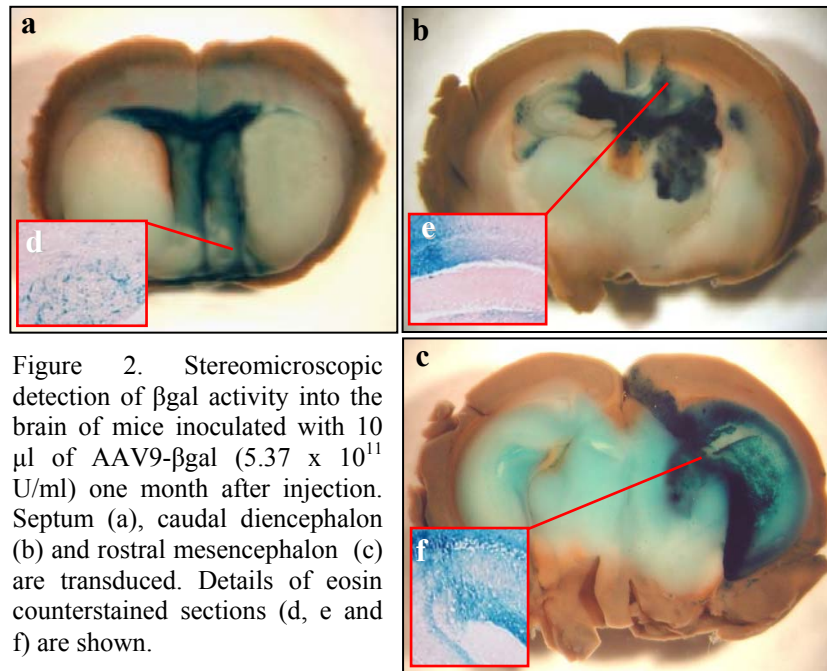 a
b
d
e
c
f
Figure 2. Stereomicroscopic
detection of βgal activity into the
brain of mice inoculated with 10
μl of AAV9-βgal (5.37 x 10¹¹
U/ml) one month after injection.
Septum (a), caudal diencephalon
(b) and rostral mesencephalon (c)
are transduced. Details of eosin
counterstained sections (d, e and
f) are shown.